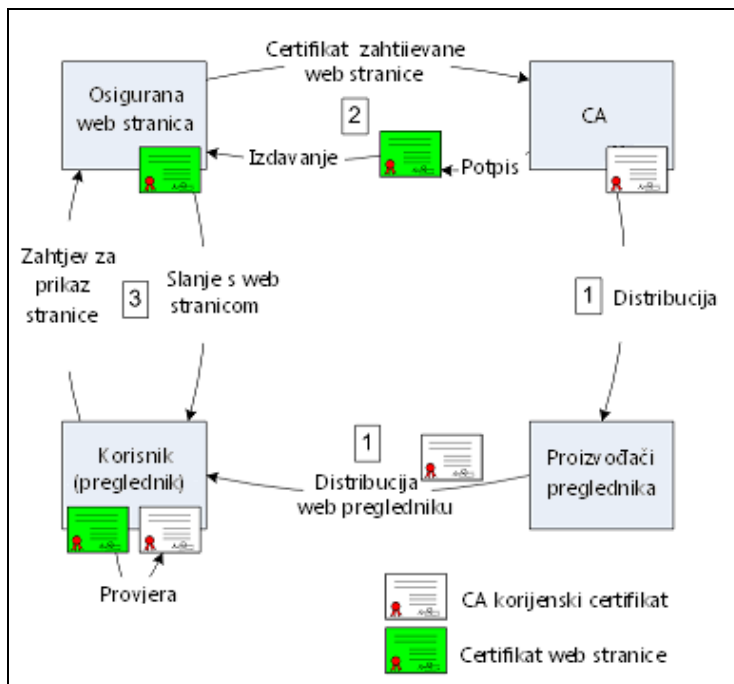 Certifikat zahtiievane
web stranice
Osigurana
web stranica
CA
2
Izdavanje
Potpis
Zahtjev za
prikaz
stranice
3
Slanje s web
stranicom
1
Distribucija
Korisnik
(preglednik)
1
Distribucija
web pregledniku
Proizvođači
preglednika
Provjera
CA korijenski certifikat
Certifikat web stranice